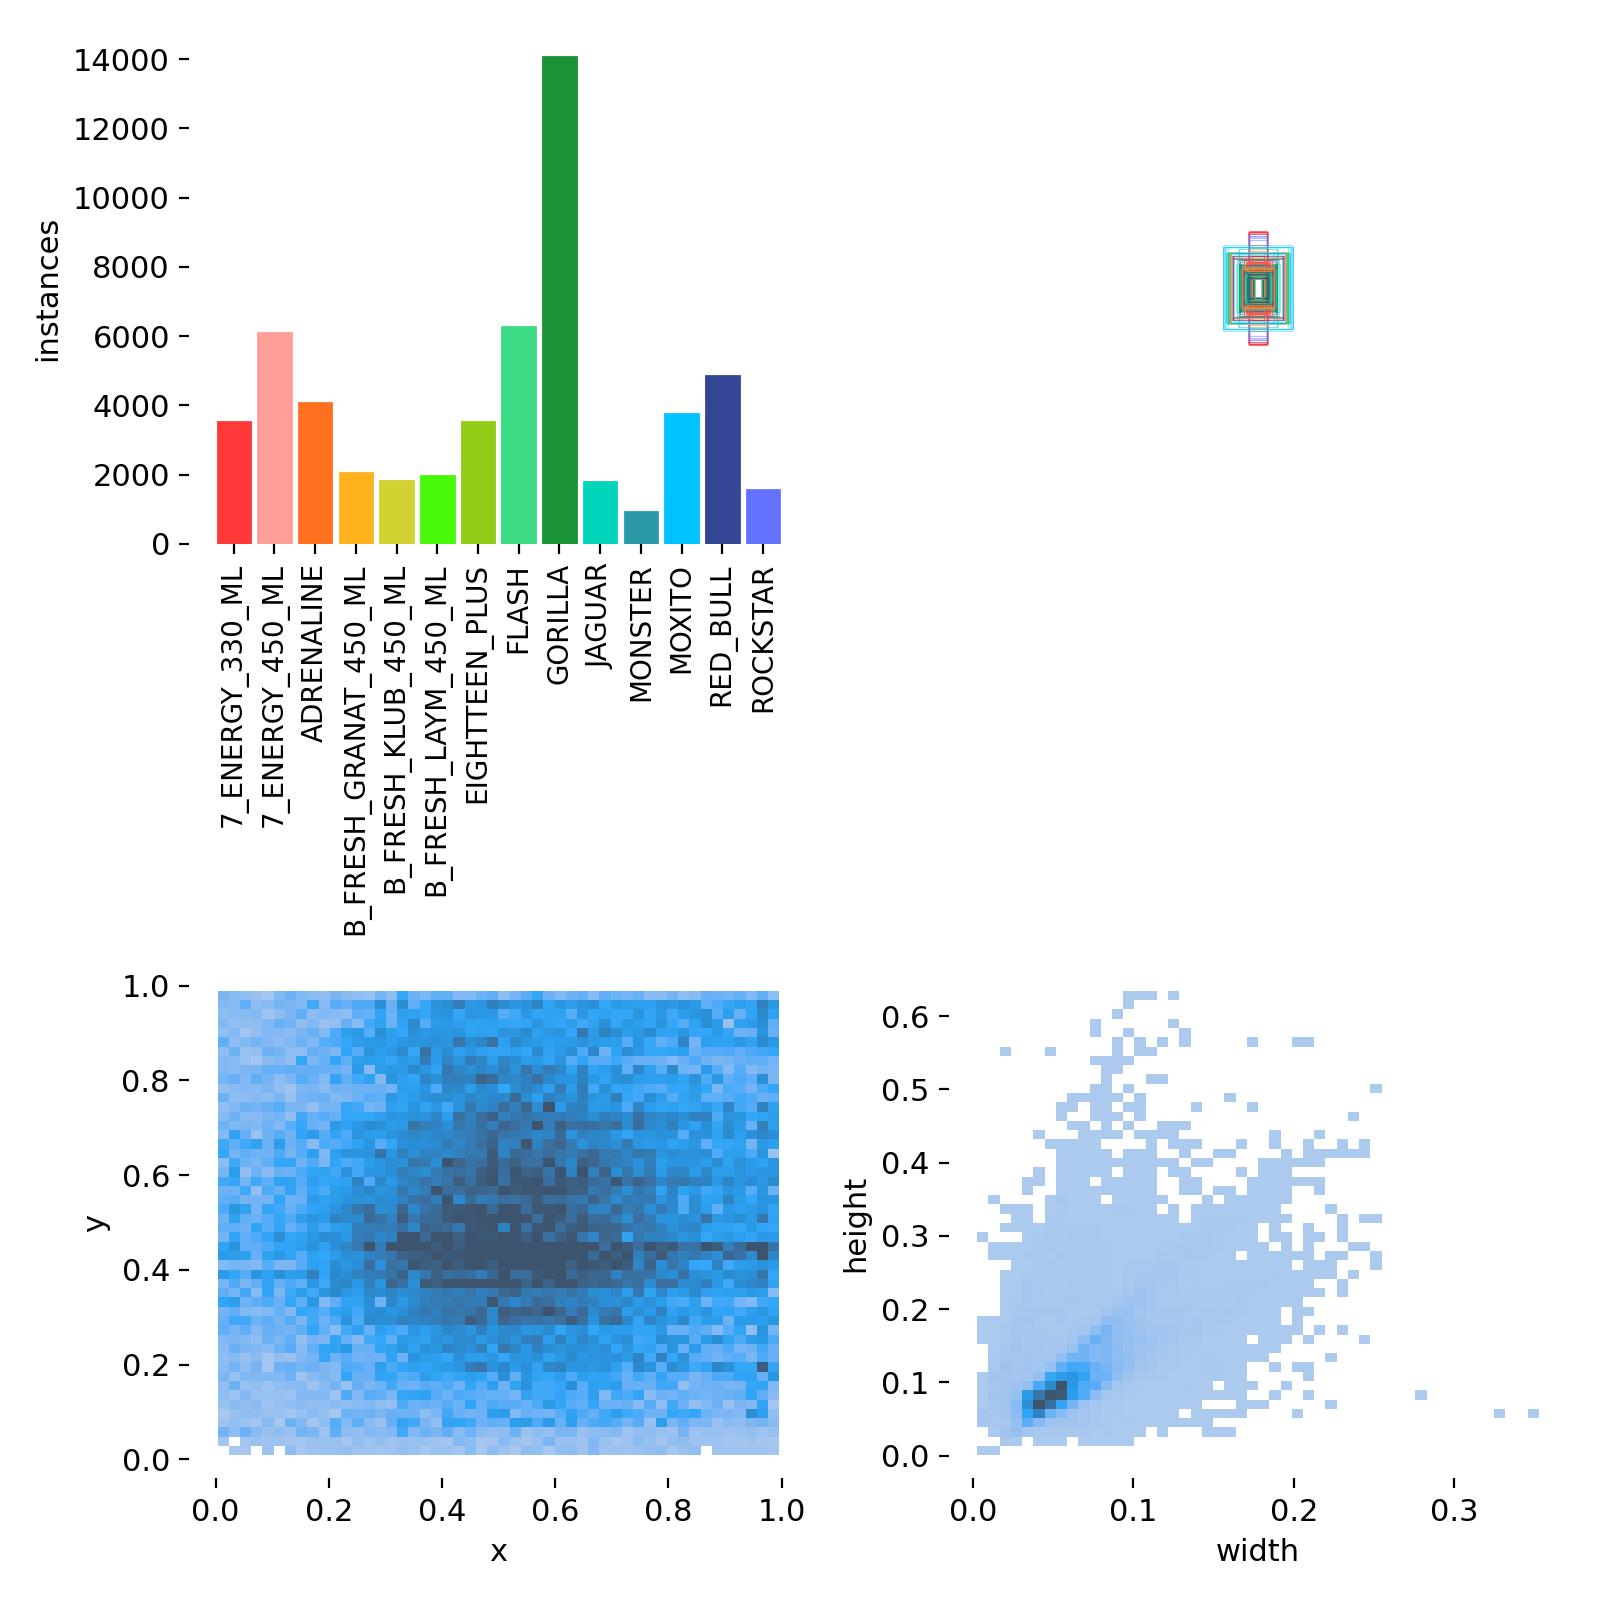 14000
12000
10000
8000
6000
4000
2000
0
instances
7_ENERGY_330_ML
7_ENERGY_450_ML
ADRENALINE
B_FRESH_GRANAT_450_ML
B_FRESH_KLUB_450_ML
B_FRESH_LAYM_450_ML
EIGHTTEEN_PLUS
FLASH
GORILLA
JAGUAR
MONSTER
MOXITO
RED_BULL
ROCKSTAR
1.0
0.8
0.6
0.4
0.2
0.0
y
0.0 0.2 0.4 0.6 0.8 1.0
x
0.6
0.5
0.4
0.3
0.2
0.1
0.0
height
0.0 0.1 0.2 0.3
width